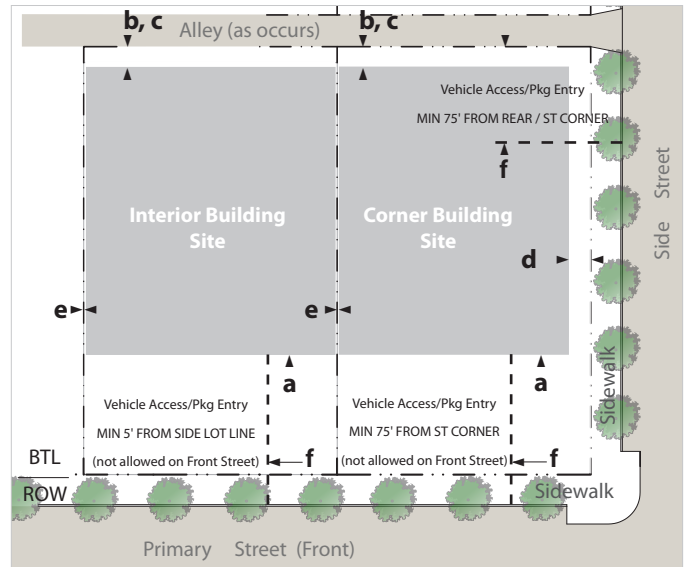 b, c
b, c
Alley (as occurs)
Vehicle Access/Pkg Entry
MIN 75' FROM REAR / ST CORNER
f
Interior Building
Site
Corner Building
Site
Side Street
d
e
e
a
a
Sidewalk
Vehicle Access/Pkg Entry
MIN 5' FROM SIDE LOT LINE
(not allowed on Front Street)
f
Vehicle Access/Pkg Entry
MIN 75' FROM ST CORNER
(not allowed on Front Street)
f
BTL
ROW
Sidewalk
Primary Street (Front)